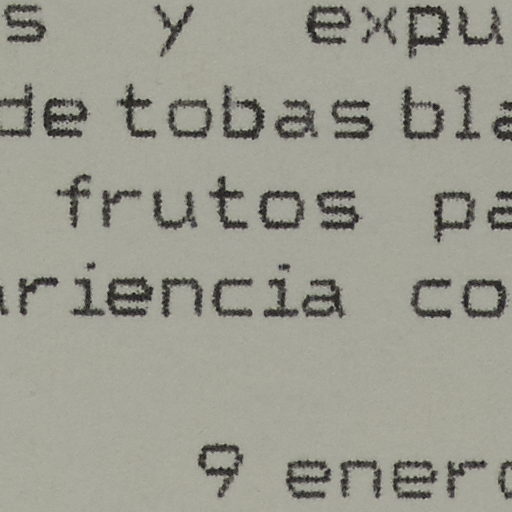 s y expu
de tobas bla
frutos pa
ariencia co
9 enero